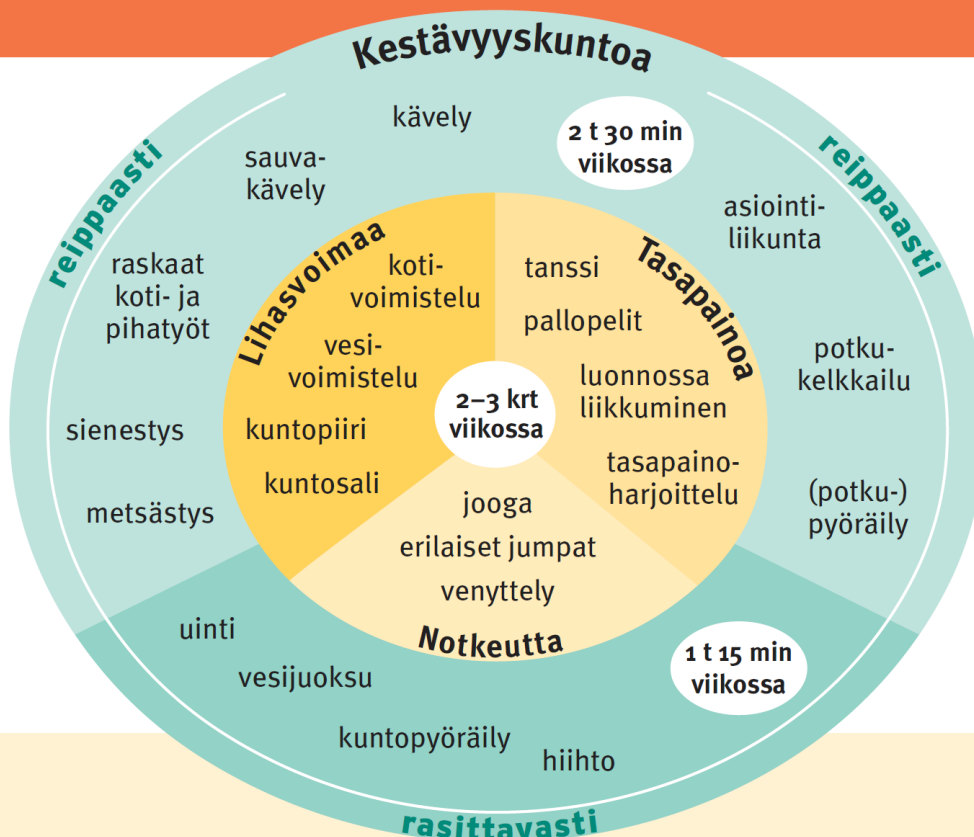 Kestävyyskuntoa
reippaasti
reippaasti
kävely
2 t 30 min
viikossa
sauva-
kävely
asiointi-
liikunta
raskaat
koti- ja
pihatyöt
potku-
kelkkailu
sienestys
metsästys
(potku-)
pyöräily
Lihasvoimaa
koti-
voimistelu
vesi-
voimistelu
kuntopiiri
kuntosali
Tasapainoa
tanssi
pallopelit
luonnossa
liikkuminen
tasapaino-
harjoittelu
2–3 krt
viikossa
jooga
erilaiset jumpat
venyttely
Notkeutta
uinti
vesijuoksu
kuntopyöräily
hiihto
1 t 15 min
viikossa
rasittavasti